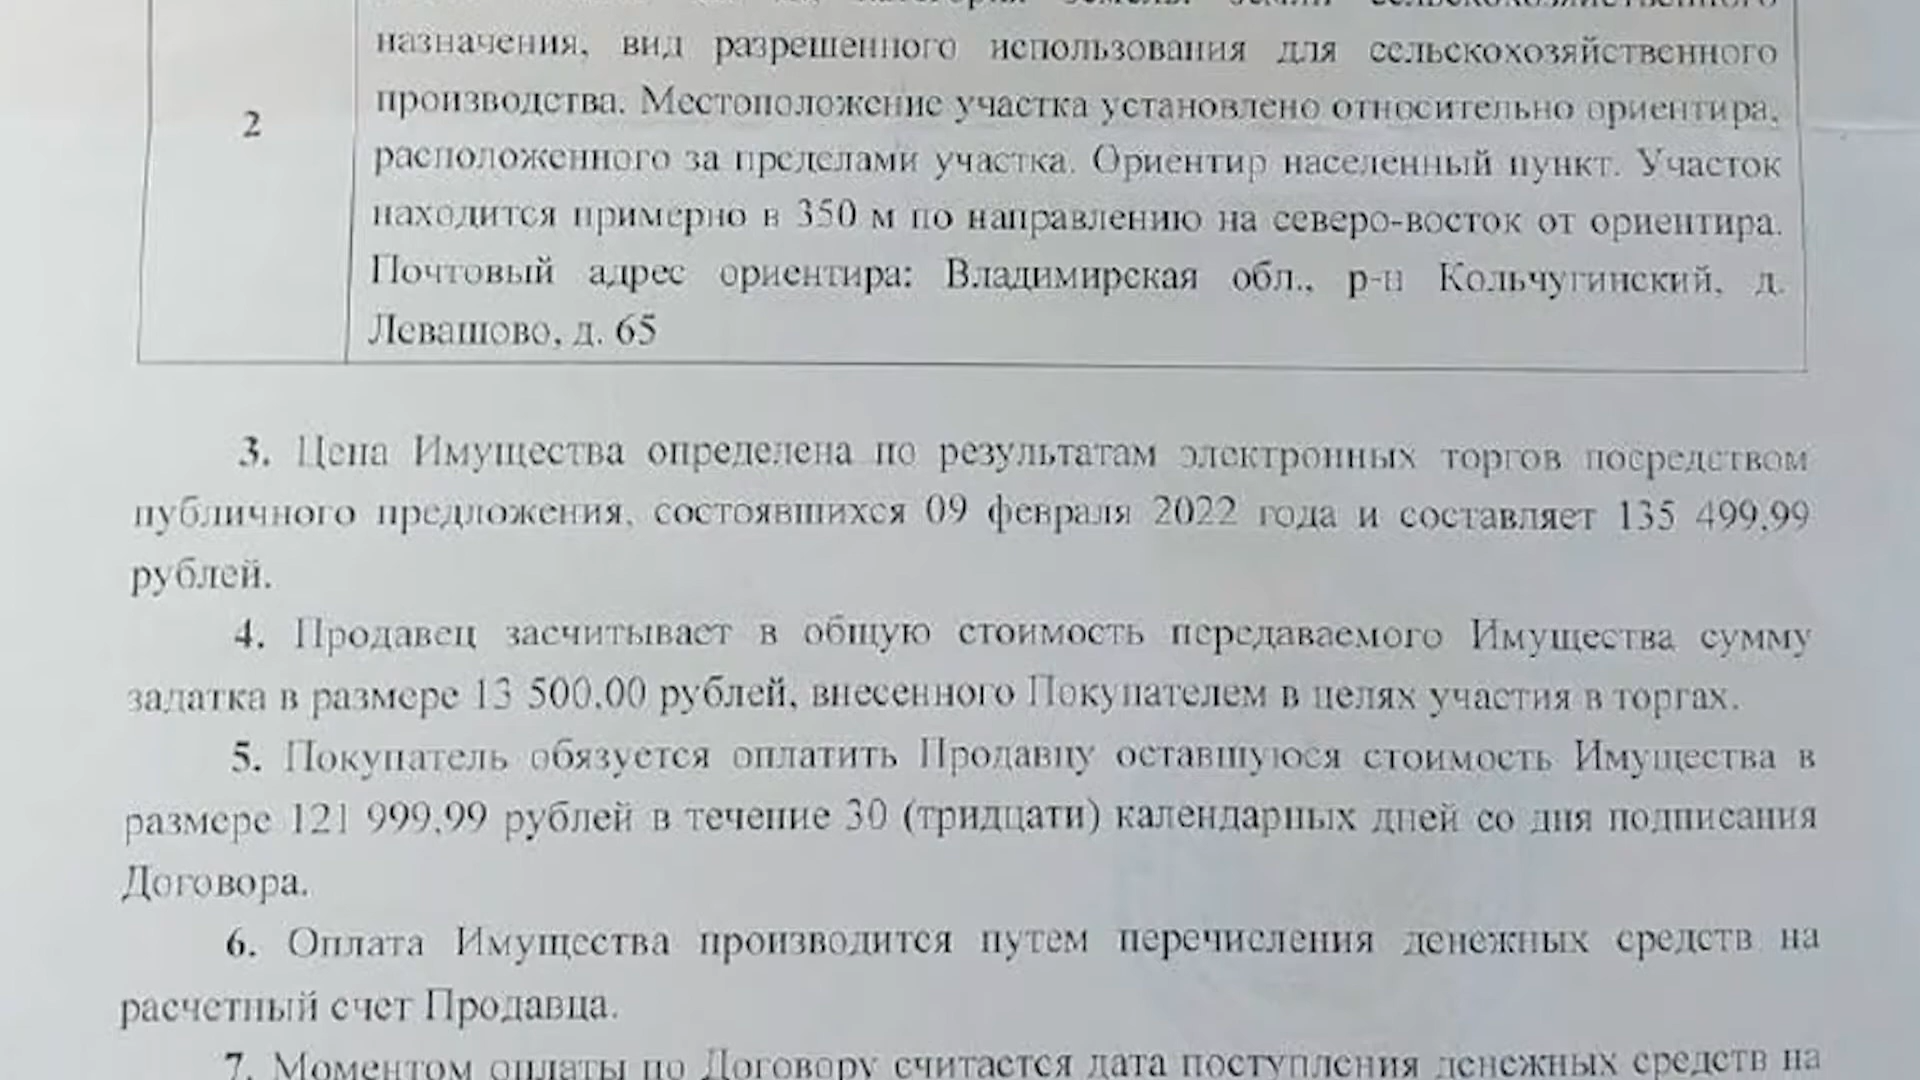 назначения, вид разрешенного использования для сельскохозяйственного
2
производства. Местоположение участка установлено относительно ориентира,
расположенного за пределами участка. Ориентир населенный пункт. Участок
находится примерно в 350 м по направлению на северо-восток от ориентира.
Почтовый адрес ориентира: Владимирская обл., р-н Кольчугинский, д.
Левашово, д. 65
3. Цена Имущества определена по результатам электронных торгов посредством
публичного предложения, состоявшихся 09 февраля 2022 года и составляет 135 499,99
рублей.
4. Продавец засчитывает в общую стоимость передаваемого Имущества сумму
задатка в размере 13 500,00 рублей, внесенного Покупателем в целях участия в торгах.
5. Покупатель обязуется оплатить Продавцу оставшуюся стоимость Имущества в
размере 121 999,99 рублей в течение 30 (тридцати) календарных дней со дня подписания
Договора.
6. Оплата Имущества производится путем перечисления денежных средств на
расчетный счет Продавца.
7. Моментом оплаты по Договору считается дата поступления денежных средств на